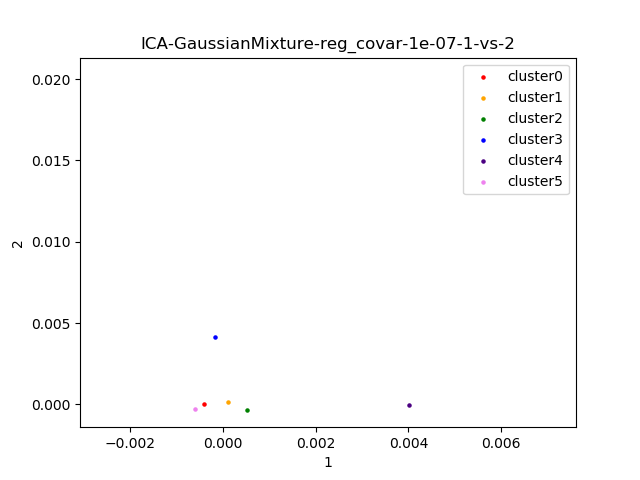 ICA-GaussianMixture-reg_covar-1e-07-1-vs-2
0.020
0.015
0.010
0.005
0.000
2
cluster0
cluster1
cluster2
cluster3
cluster4
cluster5
−0.002 0.000 0.002 0.004 0.006
1